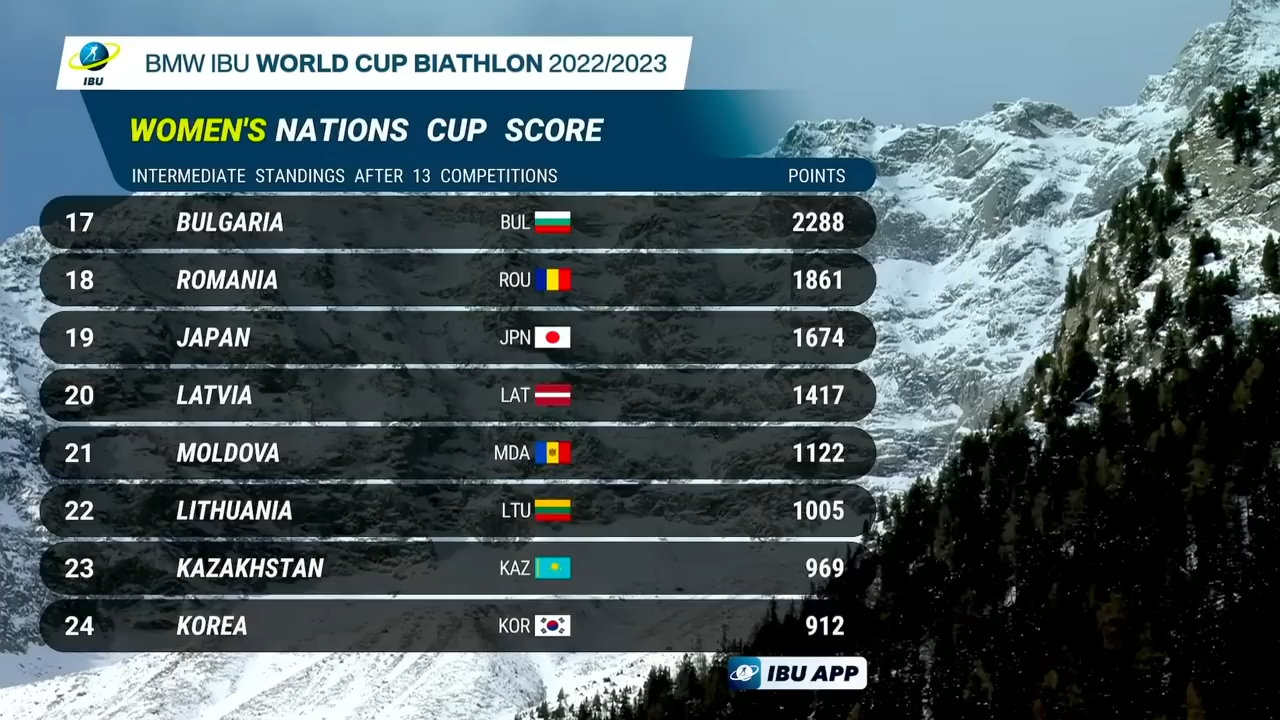 IBU
BMW IBU WORLD CUP BIATHLON 2022/2023
WOMEN'S NATIONS CUP SCORE
INTERMEDIATE STANDINGS AFTER 13 COMPETITIONS POINTS
17 BULGARIA BUL 2288
18 ROMANIA ROU 1861
19 JAPAN JPN 1674
20 LATVIA LAT 1417
21 MOLDOVA MDA 1122
22 LITHUANIA LTU 1005
23 KAZAKHSTAN KAZ 969
24 KOREA KOR 912
IBU APP